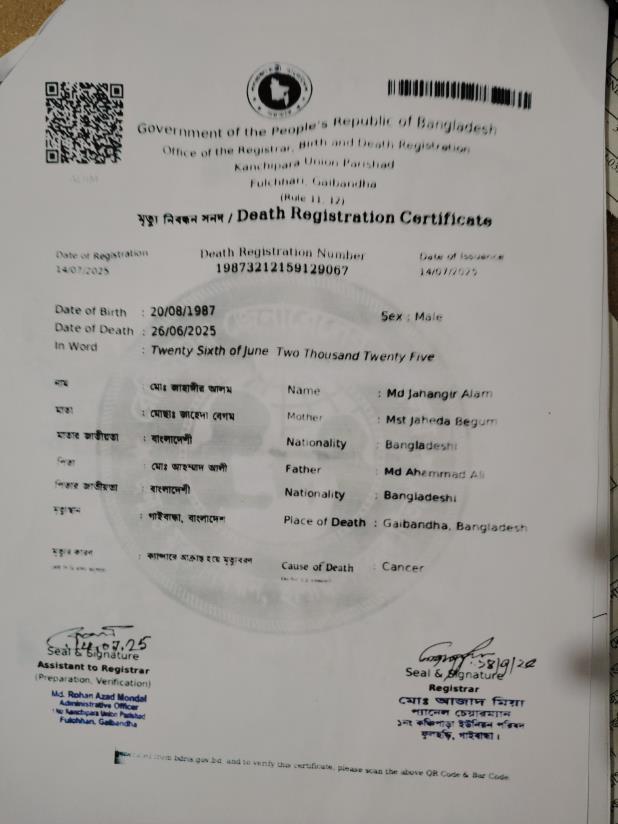 Government of the People's Republic of Bangladesh
Office of the Registrar, Birth and Death Registration
Kanchipara Union Parishad
Fulchhari, Gaibandha
(Rule 11, 12)
মৃত্যু নিবন্ধন সনদ / Death Registration Certificate
Date of Registration Death Registration Number Date of Issuance
14/07/2025 19873212159129067 14/07/2025
Date of Birth : 20/08/1987 Sex : Male
Date of Death : 26/06/2025
In Word : Twenty Sixth of June Two Thousand Twenty Five
নাম : মোঃ জাহাঙ্গীর আলম Name : Md Jahangir Alam
মাতা : মোছাঃ জাহেদা বেগম Mother : Mst Jaheda Begum
মাতার জাতীয়তা : বাংলাদেশী Nationality : Bangladeshi
পিতা : মোঃ আহম্মাদ আলী Father : Md Ahammad Ali
পিতার জাতীয়তা : বাংলাদেশী Nationality : Bangladeshi
মৃত্যুস্থান : গাইবান্ধা, বাংলাদেশ Place of Death : Gaibandha, Bangladesh
মৃত্যুর কারণ : ক্যান্সারে আক্রান্ত হয়ে মৃত্যুবরণ Cause of Death : Cancer
14.07.25
Seal & Signature
Assistant to Registrar
(Preparation, Verification)
Md. Rohan Azad Mondal
Administrative Officer
1 No Kanchipara Union Parishad
Fulchhari, Gaibandha
Seal & Signature
Registrar
মোঃ আজাদ মিয়া
প্যানেল চেয়ারম্যান
১নং কঞ্চিপাড়া ইউনিয়ন পরিষদ
ফুলছড়ি, গাইবান্ধা।
from bdris.gov.bd, and to verify this certificate, please scan the above QR Code & Bar Code.